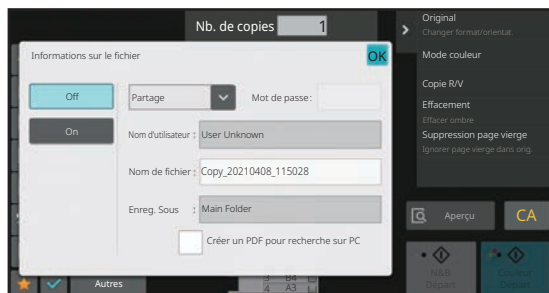 Nb. de copies 1
Original
Changer format/orientat.
Informations sur le fichier
OK
Mode couleur
Off
Partage
Mot de passe:
Copie R/V
On
Nom d'utilisateur : User Unknown
Effacement
Effacer ombre
Suppression page vierge
Ignorer page vierge dans orig.
Nom de fichier : Copy_20210408_115028
Enreg. Sous : Main Folder
Aperçu
CA
Créer un PDF pour recherche sur PC
N&B
Départ
Couleur
Départ
Autres
3 B4
4 A3